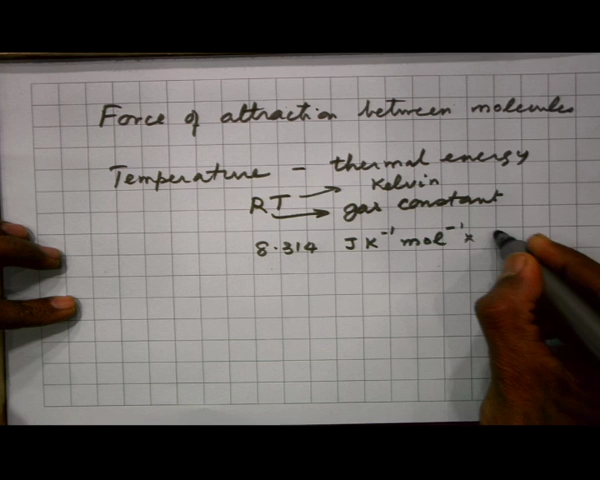 Force of attraction between molecules
Temperature – thermal energy
RT → Kelvin
→ gas constant
8.314 J K⁻¹ mol⁻¹ ×